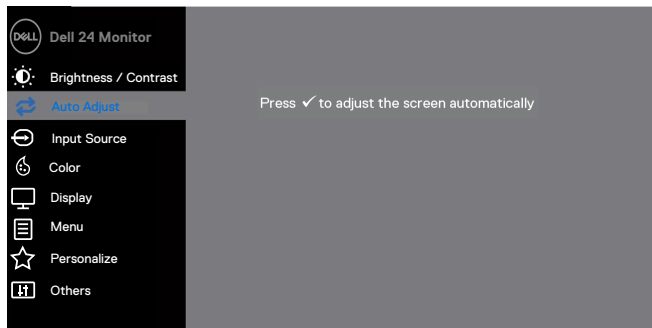 DELL Dell 24 Monitor
Brightness / Contrast
Auto Adjust
Press ✓ to adjust the screen automatically
Input Source
Color
Display
Menu
Personalize
Others